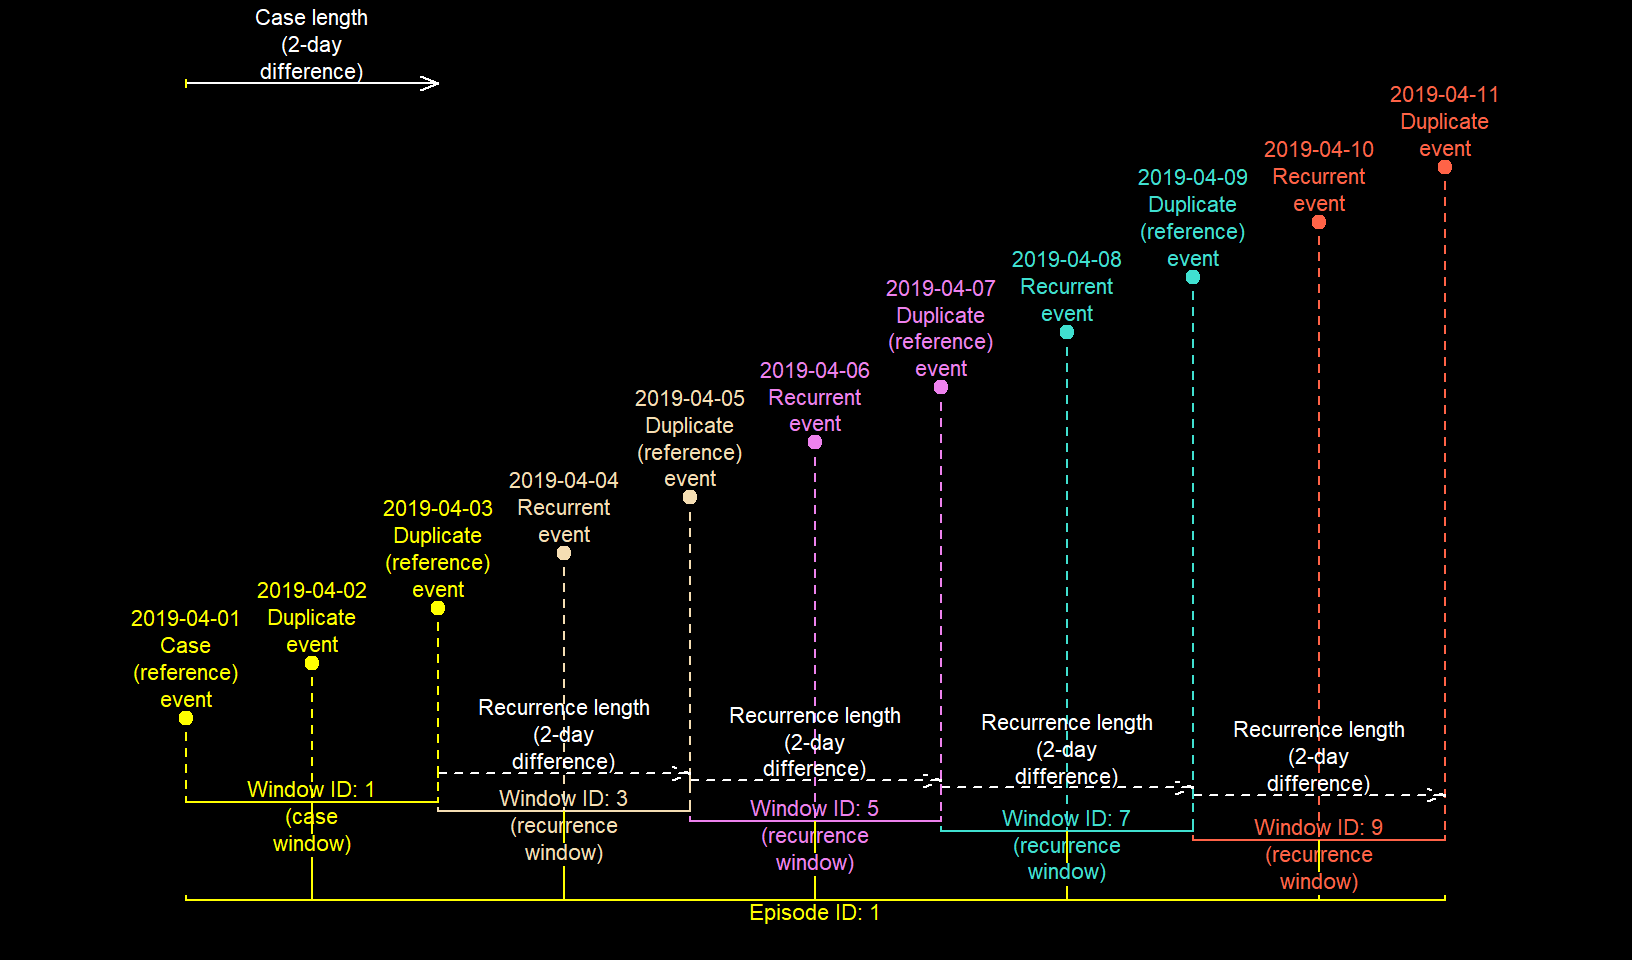 Case length
(2-day
difference)
2019-04-11
Duplicate
event
2019-04-10
Recurrent
event
2019-04-09
Duplicate
(reference)
event
2019-04-08
Recurrent
event
2019-04-07
Duplicate
(reference)
event
2019-04-06
Recurrent
event
2019-04-05
Duplicate
(reference)
event
2019-04-04
Recurrent
event
2019-04-03
Duplicate
(reference)
event
2019-04-02
Duplicate
event
2019-04-01
Case
(reference)
event
Recurrence length
(2-day
difference)
Recurrence length
(2-day
difference)
Recurrence length
(2-day
difference)
Recurrence length
(2-day
difference)
Window ID: 1
(case
window)
Window ID: 3
(recurrence
window)
Window ID: 5
(recurrence
window)
Window ID: 7
(recurrence
window)
Window ID: 9
(recurrence
window)
Episode ID: 1